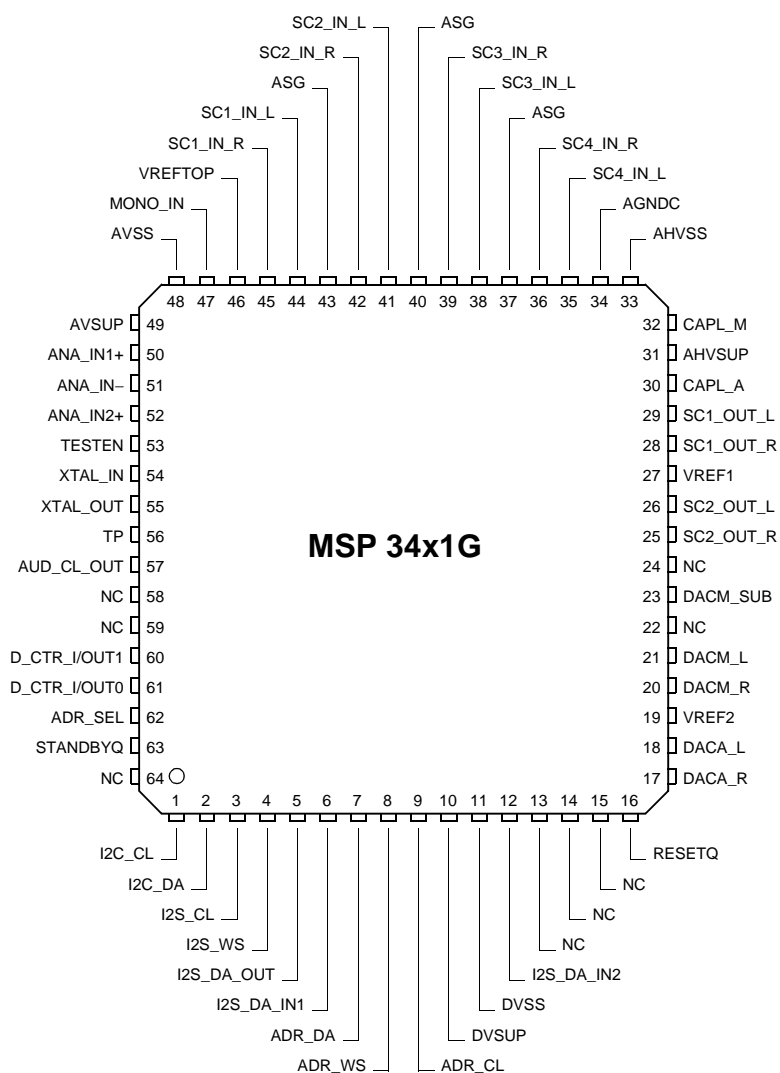 SC2_IN_L ASG
SC2_IN_R SC3_IN_R
ASG SC3_IN_L
SC1_IN_L ASG
SC1_IN_R SC4_IN_R
VREFTOP SC4_IN_L
MONO_IN AGNDC
AVSS AHVSS
48 47 46 45 44 43 42 41 40 39 38 37 36 35 34 33
AVSUP 49 32 CAPL_M
ANA_IN1+ 50 31 AHVSUP
ANA_IN− 51 30 CAPL_A
ANA_IN2+ 52 29 SC1_OUT_L
TESTEN 53 28 SC1_OUT_R
XTAL_IN 54 27 VREF1
XTAL_OUT 55 26 SC2_OUT_L
TP 56 25 SC2_OUT_R
MSP 34x1G
AUD_CL_OUT 57 24 NC
NC 58 23 DACM_SUB
NC 59 22 NC
D_CTR_I/OUT1 60 21 DACM_L
D_CTR_I/OUT0 61 20 DACM_R
ADR_SEL 62 19 VREF2
STANDBYQ 63 18 DACA_L
NC 64 17 DACA_R
1 2 3 4 5 6 7 8 9 10 11 12 13 14 15 16
I2C_CL RESETQ
I2C_DA NC
I2S_CL NC
I2S_WS NC
I2S_DA_OUT I2S_DA_IN2
I2S_DA_IN1 DVSS
ADR_DA DVSUP
ADR_WS ADR_CL